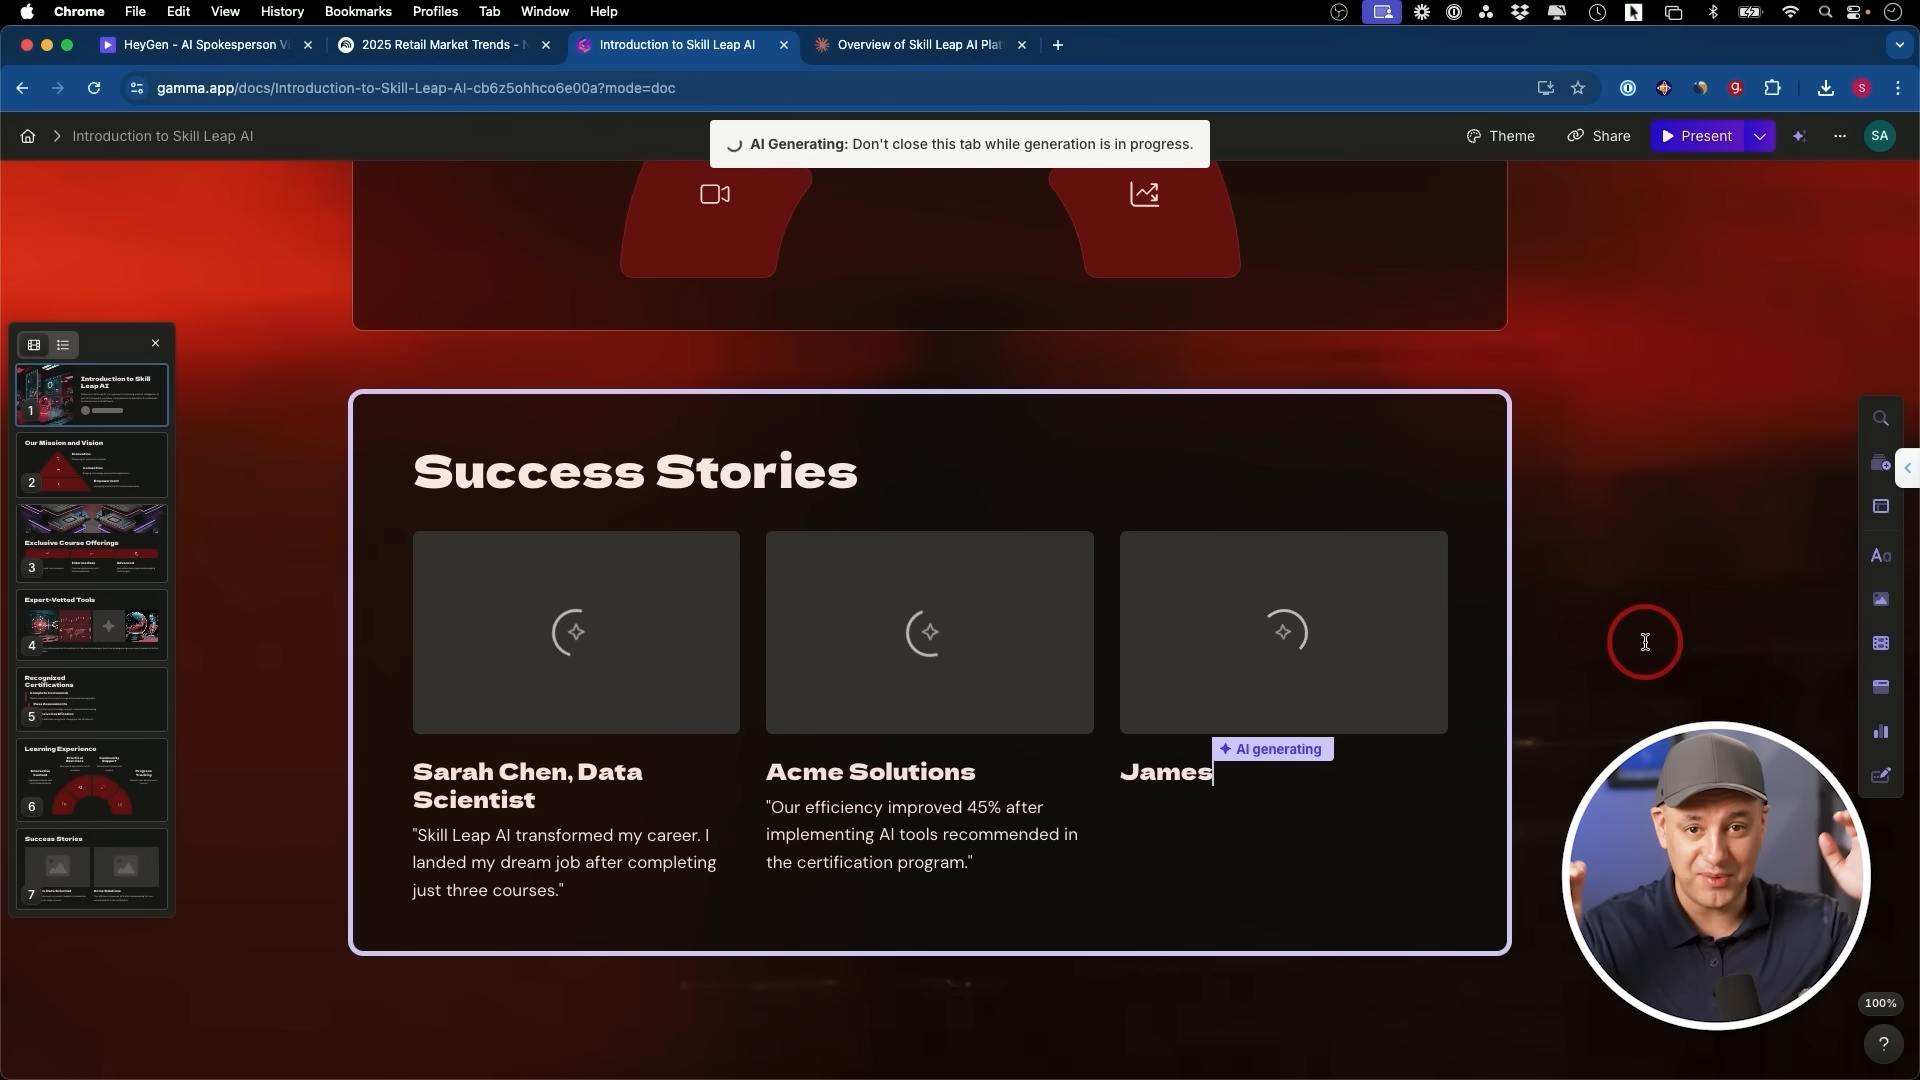 Chrome File Edit View History Bookmarks Profiles Tab Window Help
HeyGen - AI Spokesperson Vi
2025 Retail Market Trends -
Introduction to Skill Leap AI
Overview of Skill Leap AI Plat
gamma.app/docs/Introduction-to-Skill-Leap-AI-cb6z5ohhco6e00a?mode=doc
S
Introduction to Skill Leap AI
AI Generating: Don't close this tab while generation is in progress.
Theme
Share
Present
SA
Introduction to Skill Leap AI
1
Our Mission and Vision
2
Exclusive Course Offerings
3
Expert-Vetted Tools
4
Recognized Certifications
5
Learning Experience
6
Success Stories
7
Success Stories
AI generating
Sarah Chen, Data
Scientist
"Skill Leap AI transformed my career. I
landed my dream job after completing
just three courses."
Acme Solutions
"Our efficiency improved 45% after
implementing AI tools recommended in
the certification program."
James
Aa
100%
?